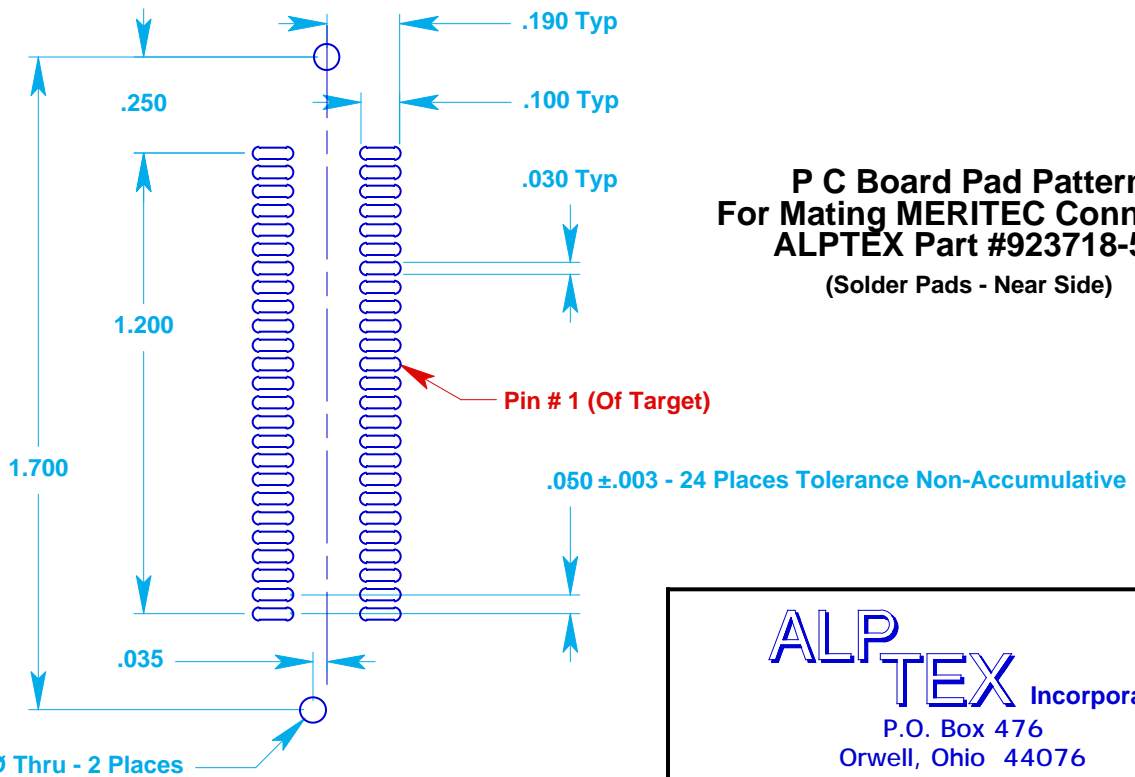 .190 Typ
.250
.100 Typ
.030 Typ
P C Board Pad Pattern
For Mating MERITEC Conn
ALPTEX Part #923718-5
(Solder Pads - Near Side)
1.200
Pin # 1 (Of Target)
1.700
.050 ±.003 - 24 Places Tolerance Non-Accumulative
.035
Ø Thru - 2 Places
ALP
TEX Incorpora
P.O. Box 476
Orwell, Ohio 44076